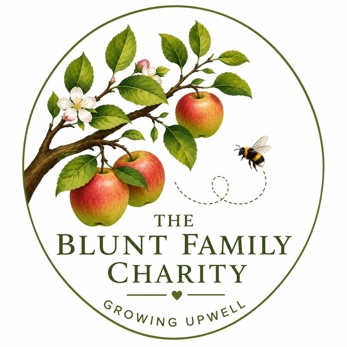 THE
BLUNT FAMILY
CHARITY
GROWING UPWELL